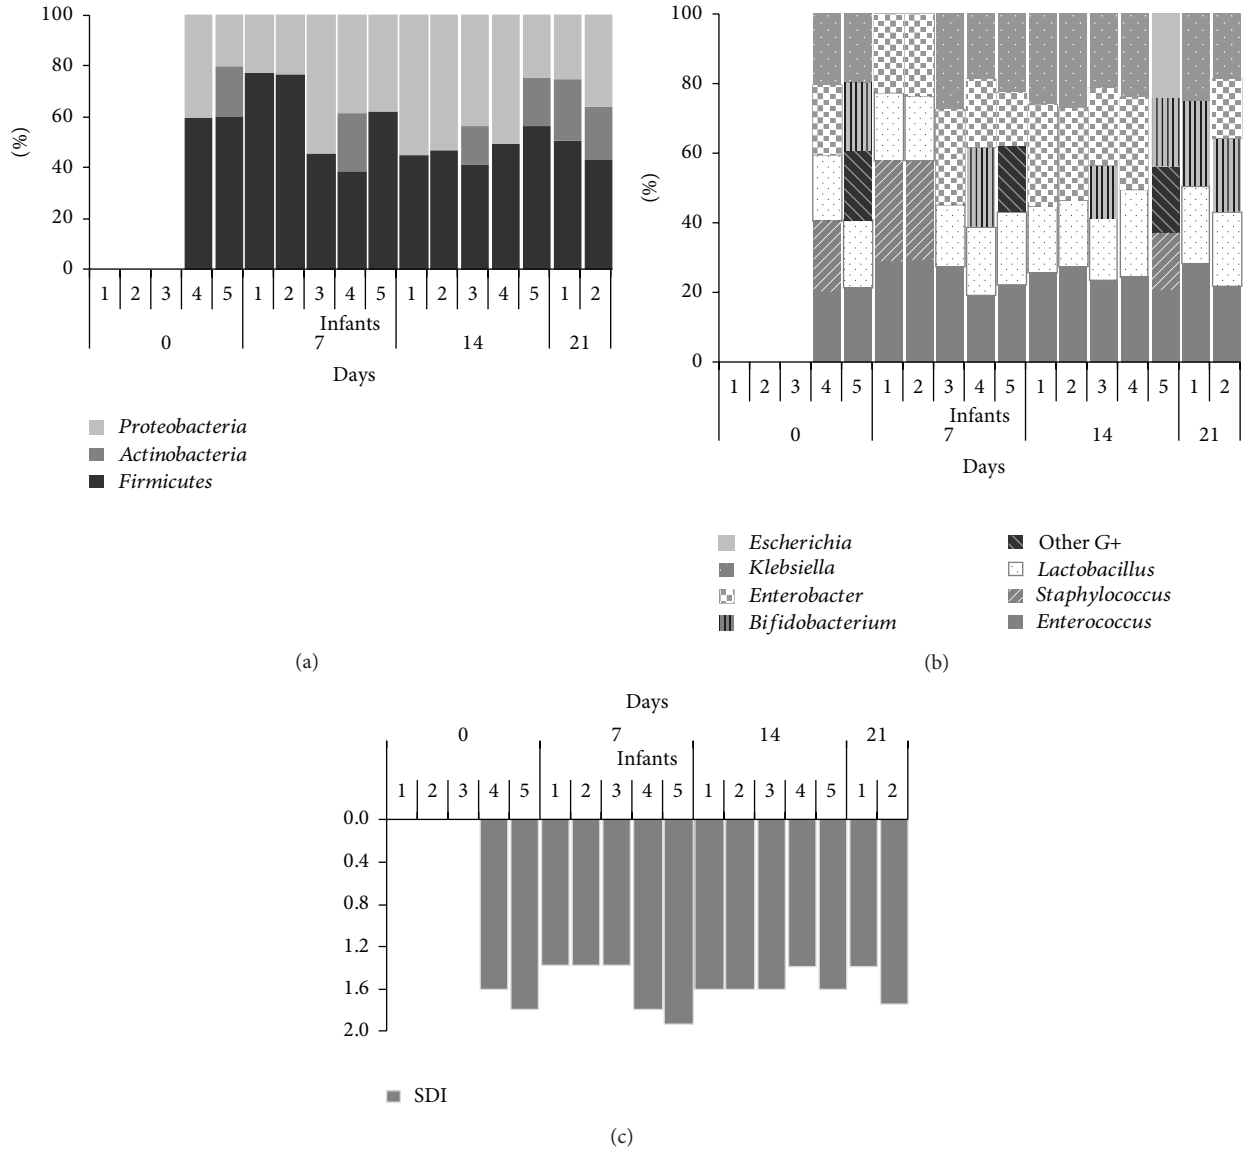 100
80
60
40
20
0
(%)
1 2 3 4 5 1 2 3 4 5 1 2 3 4 5 1 2
Infants
0 7 14 21
Days
Proteobacteria
Actinobacteria
Firmicutes
(a)
100
80
60
40
20
0
(%)
1 2 3 4 5 1 2 3 4 5 1 2 3 4 5 1 2
Infants
0 7 14 21
Days
Escherichia
Klebsiella
Enterobacter
Bifidobacterium
Other G+
Lactobacillus
Staphylococcus
Enterococcus
(b)
Days
0 7 14 21
Infants
1 2 3 4 5 1 2 3 4 5 1 2 3 4 5 1 2
0.0
0.4
0.8
1.2
1.6
2.0
SDI
(c)